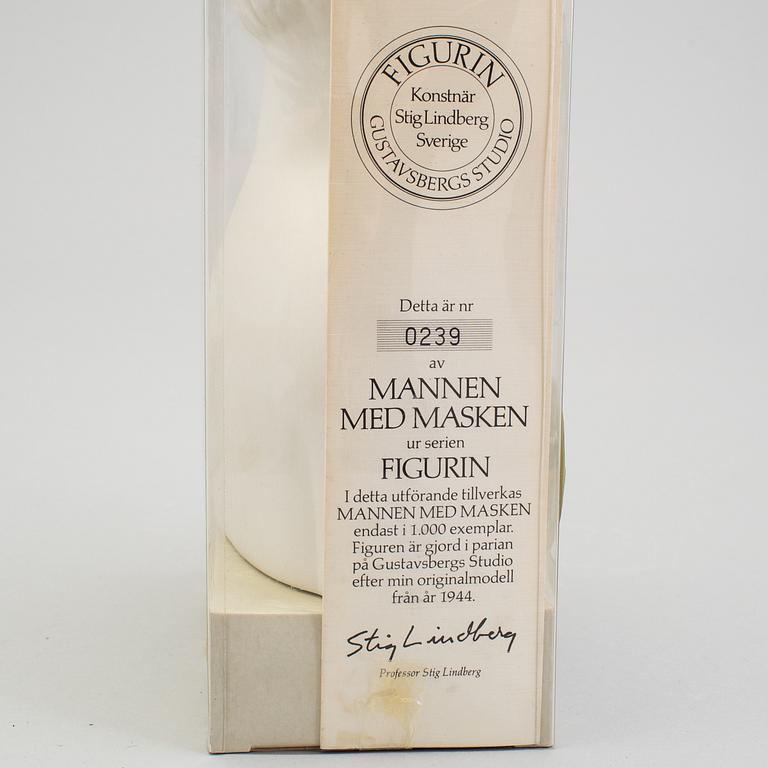 FIGURIN
Konstnär
Stig Lindberg
Sverige
GUSTAVSBERGS STUDIO
Detta är nr
0239
av
MANNEN
MED MASKEN
ur serien
FIGURIN
I detta utförande tillverkas
MANNEN MED MASKEN
endast i 1.000 exemplar.
Figuren är gjord i parian
på Gustavsbergs Studio
efter min originalmodell
från år 1944.
Stig Lindberg
Professor Stig Lindberg